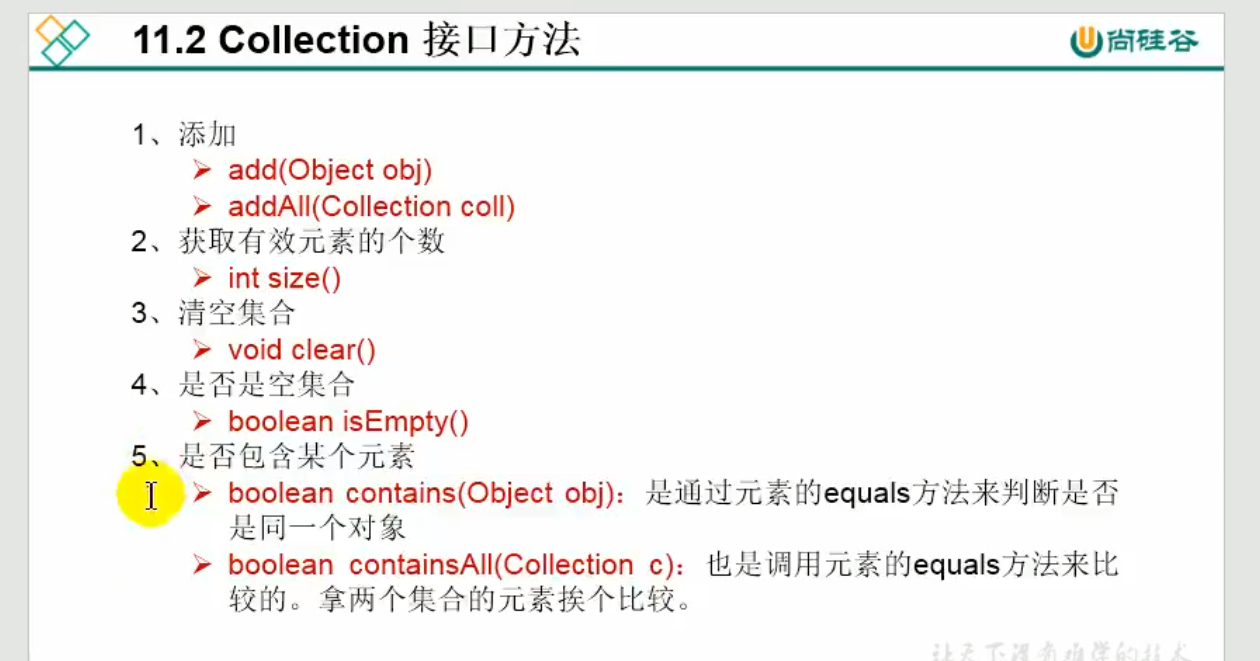 11.2 Collection 接口方法
尚硅谷
1、添加
➢ add(Object obj)
➢ addAll(Collection coll)
2、获取有效元素的个数
➢ int size()
3、清空集合
➢ void clear()
4、是否是空集合
➢ boolean isEmpty()
5、是否包含某个元素
➢ boolean contains(Object obj)：是通过元素的equals方法来判断是否
是同一个对象
➢ boolean containsAll(Collection c)：也是调用元素的equals方法来比
较的。拿两个集合的元素挨个比较。
让天下没有难学的技术